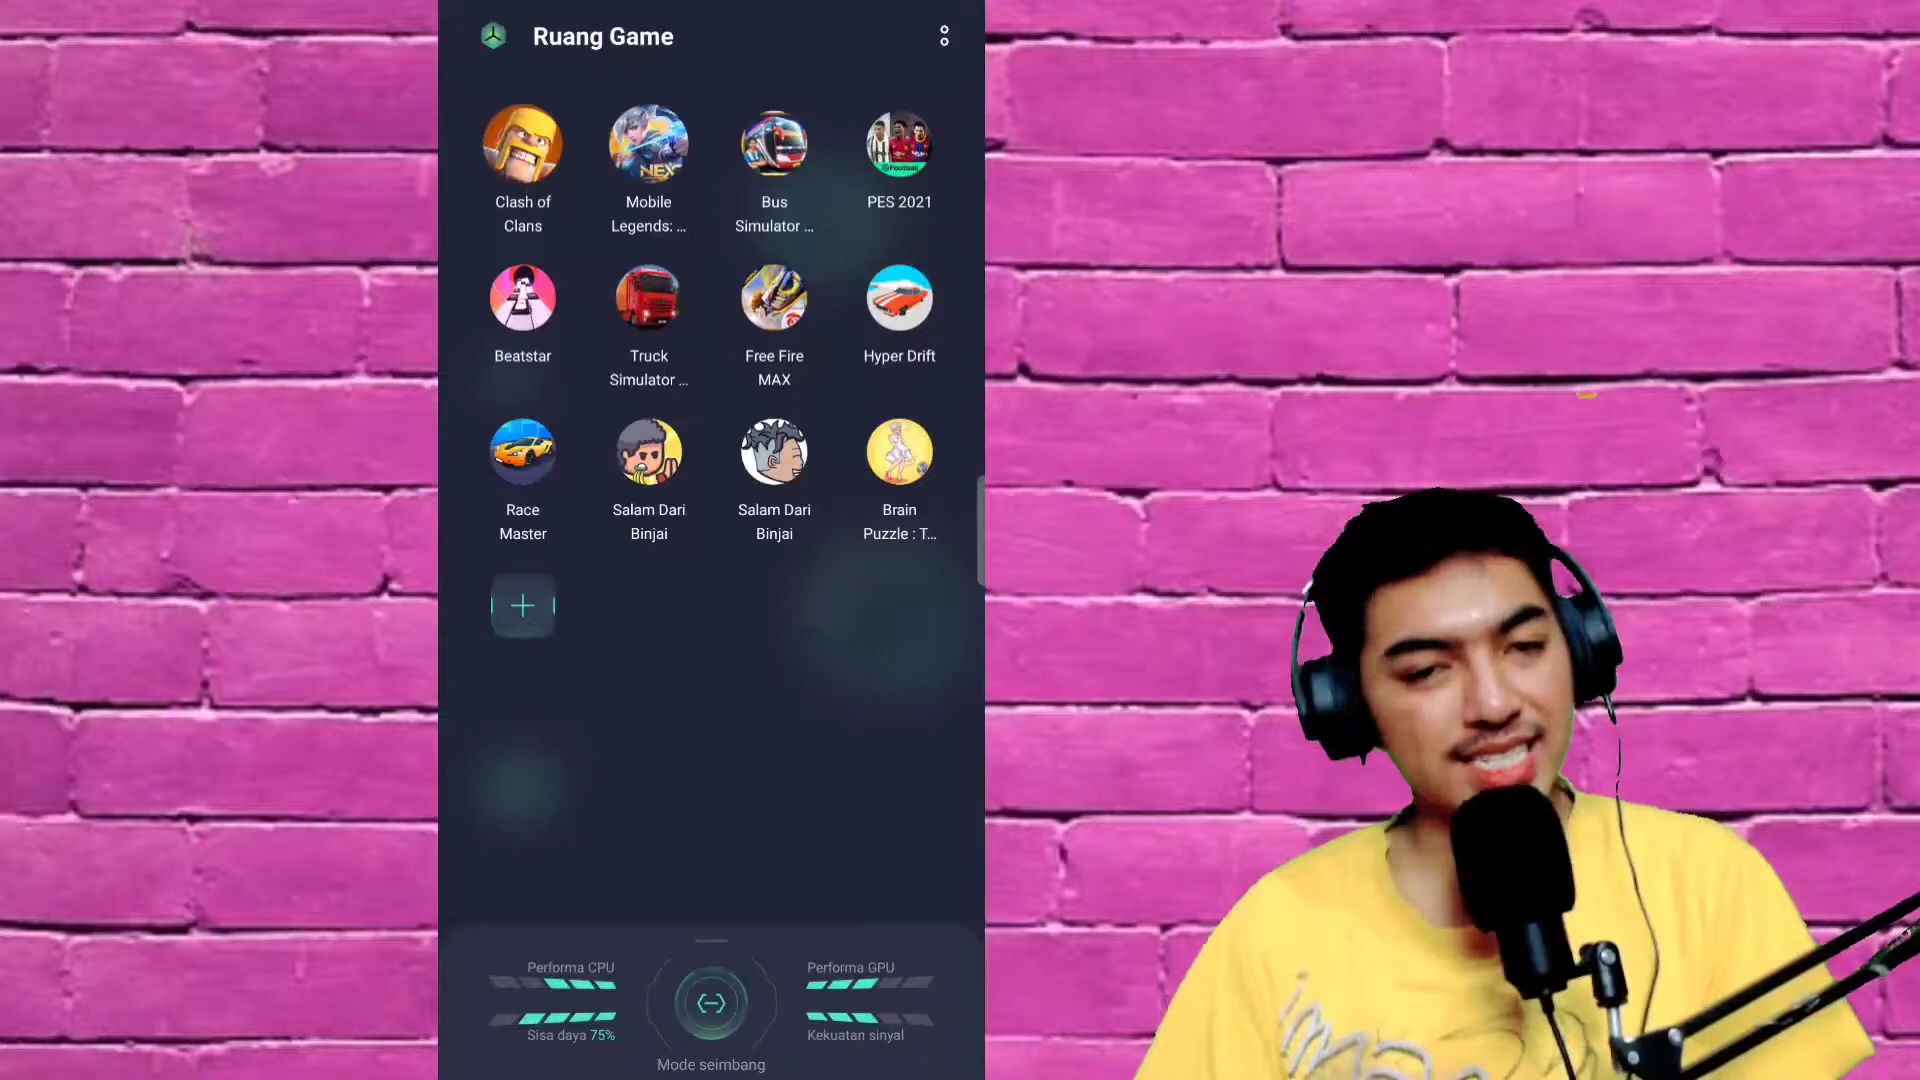 Ruang Game
Clash of
Clans
Mobile
Legends: ...
Bus
Simulator ...
PES 2021
Beatstar
Truck
Simulator ...
Free Fire
MAX
Hyper Drift
Race
Master
Salam Dari
Binjai
Salam Dari
Binjai
Brain
Puzzle : T...
Performa CPU
Performa GPU
Sisa daya 75%
Kekuatan sinyal
Mode seimbang